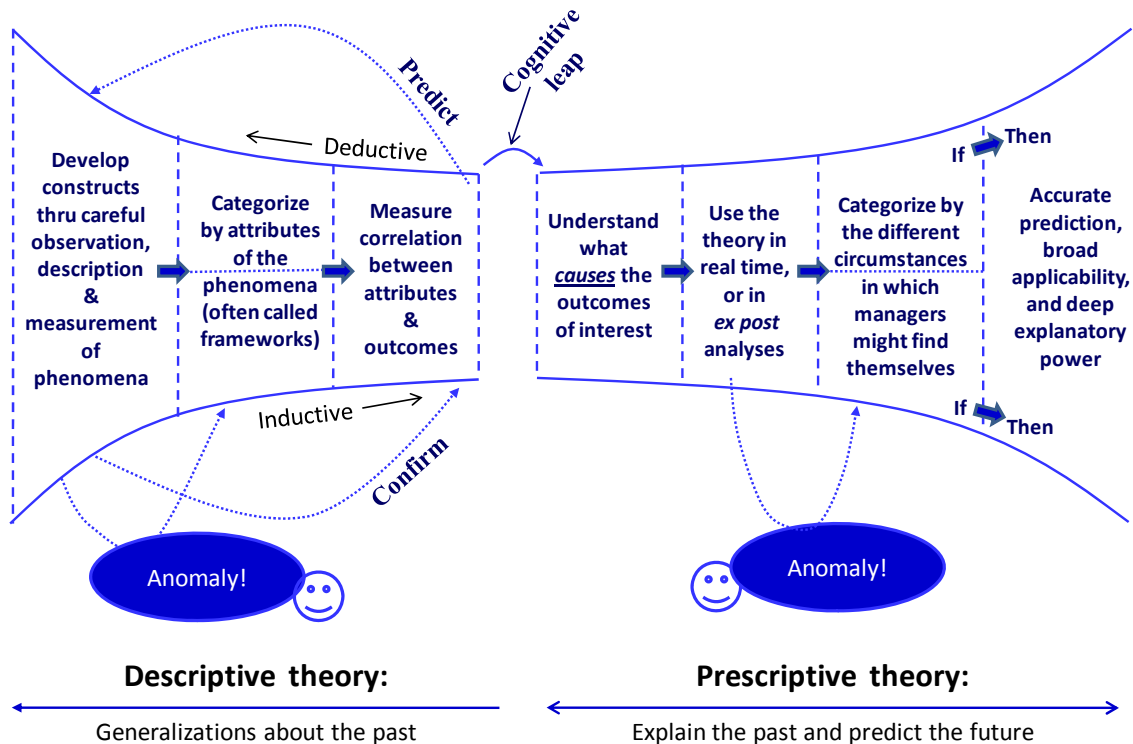 Predict
Cognitive
leap
Deductive
Develop
constructs
thru careful
observation,
description
&
measurement
of
phenomena
Categorize
by attributes
of the
phenomena
(often called
frameworks)
Measure
correlation
between
attributes
&
outcomes
Understand
what
causes the
outcomes
of interest
Use the
theory in
real time,
or in
ex post
analyses
Categorize by
the different
circumstances
in which
managers
might find
themselves
If
Then
Accurate
prediction,
broad
applicability,
and deep
explanatory
power
If
Then
Inductive
Confirm
Anomaly!
Anomaly!
Descriptive theory:
Generalizations about the past
Prescriptive theory:
Explain the past and predict the future